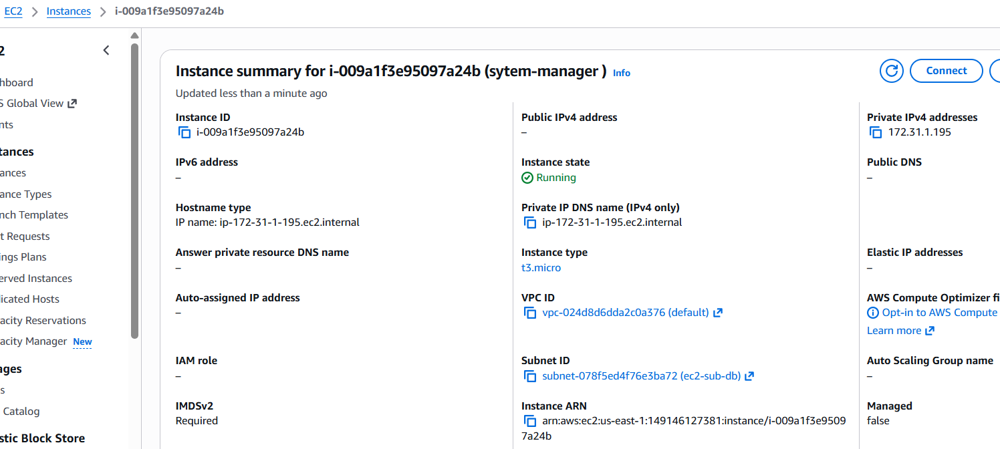 EC2 > Instances > i-009a1f3e95097a24b
2
hboard
S Global View
nts
tances
ances
ance Types
nch Templates
t Requests
ings Plans
erved Instances
licated Hosts
acity Reservations
acity Manager New
ages
s
Catalog
stic Block Store
Instance summary for i-009a1f3e95097a24b (sytem-manager ) Info
Updated less than a minute ago
Connect
Instance ID
i-009a1f3e95097a24b
IPv6 address
–
Hostname type
IP name: ip-172-31-1-195.ec2.internal
Answer private resource DNS name
–
Auto-assigned IP address
–
IAM role
–
IMDSv2
Required
Public IPv4 address
–
Instance state
Running
Private IP DNS name (IPv4 only)
ip-172-31-1-195.ec2.internal
Instance type
t3.micro
VPC ID
vpc-024d8d6dda2c0a376 (default)
Subnet ID
subnet-078f5ed4f76e3ba72 (ec2-sub-db)
Instance ARN
arn:aws:ec2:us-east-1:149146127381:instance/i-009a1f3e9509
7a24b
Private IPv4 addresses
172.31.1.195
Public DNS
–
Elastic IP addresses
–
AWS Compute Optimizer fi
Opt-in to AWS Compute
Learn more
Auto Scaling Group name
–
Managed
false